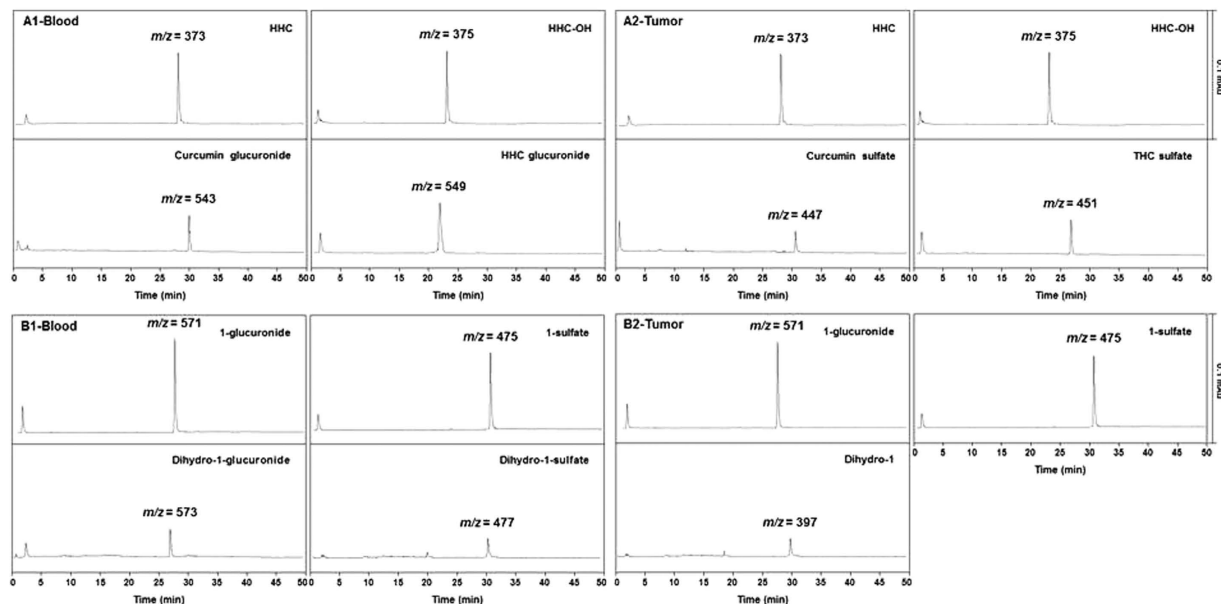 A1-Blood
HHC
m/z = 373
HHC-OH
m/z = 375
A2-Tumor
HHC
m/z = 373
HHC-OH
m/z = 375
Curcumin glucuronide
m/z = 543
HHC glucuronide
m/z = 549
Curcumin sulfate
m/z = 447
THC sulfate
m/z = 451
0 5 10 15 20 25 30 35 40 45 50
0 5 10 15 20 25 30 35 40 45 50
0 5 10 15 20 25 30 35 40 45 50
0 5 10 15 20 25 30 35 40 45 50
Time (min)
Time (min)
Time (min)
Time (min)
B1-Blood
m/z = 571
1-glucuronide
1-sulfate
m/z = 475
B2-Tumor
m/z = 571
1-glucuronide
1-sulfate
m/z = 475
0 5 10 15 20 25 30 35 40 45 50
Time (min)
Dihydro-1-glucuronide
m/z = 573
Dihydro-1-sulfate
m/z = 477
Dihydro-1
m/z = 397
0 5 10 15 20 25 30 35 40 45 50
0 5 10 15 20 25 30 35 40 45 50
0 5 10 15 20 25 30 35 40 45 50
Time (min)
Time (min)
Time (min)